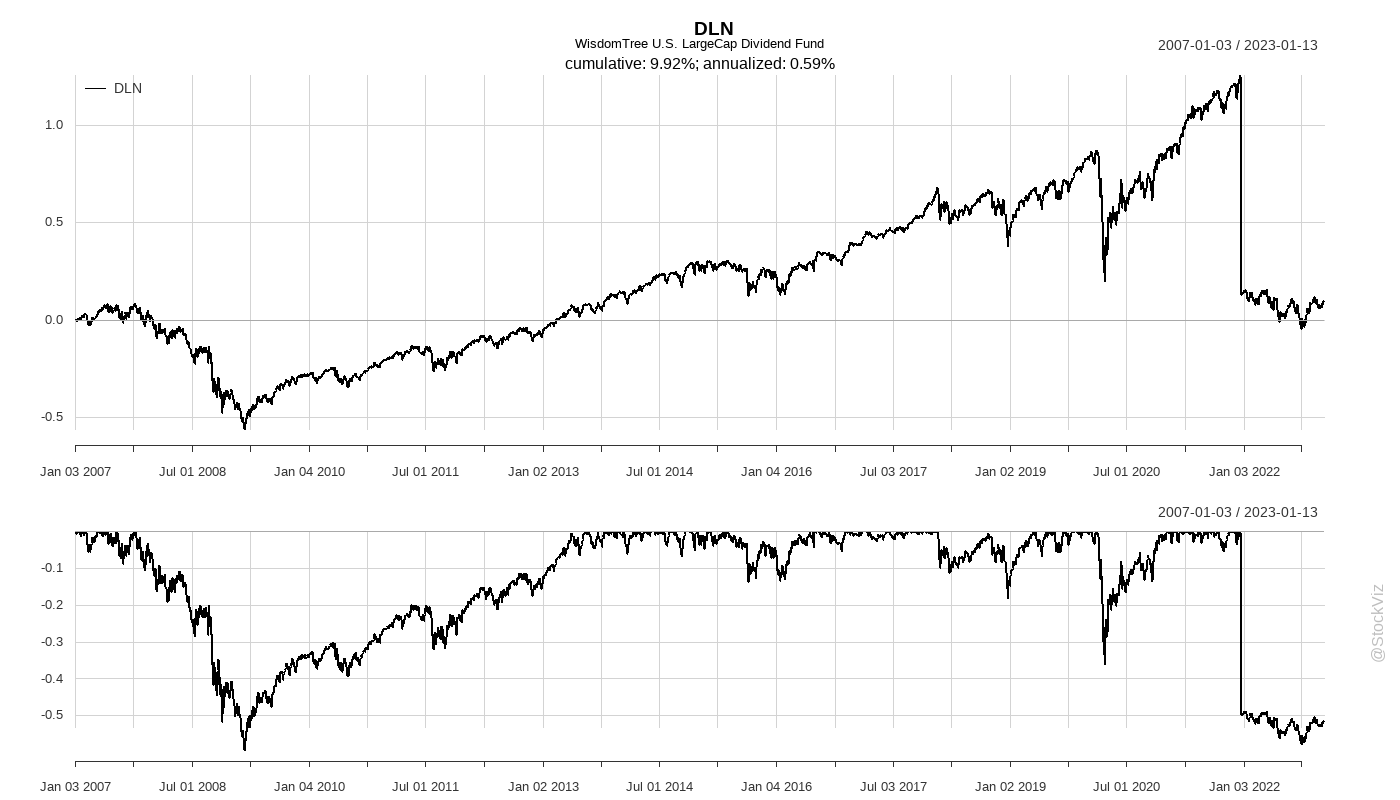 DLN
WisdomTree U.S. LargeCap Dividend Fund
2007-01-03 / 2023-01-13
cumulative: 9.92%; annualized: 0.59%
DLN
1.0
0.5
0.0
-0.5
Jan 03 2007 Jul 01 2008 Jan 04 2010 Jul 01 2011 Jan 02 2013 Jul 01 2014 Jan 04 2016 Jul 03 2017 Jan 02 2019 Jul 01 2020 Jan 03 2022
2007-01-03 / 2023-01-13
-0.1
-0.2
-0.3
-0.4
-0.5
Jan 03 2007 Jul 01 2008 Jan 04 2010 Jul 01 2011 Jan 02 2013 Jul 01 2014 Jan 04 2016 Jul 03 2017 Jan 02 2019 Jul 01 2020 Jan 03 2022
@StockViz